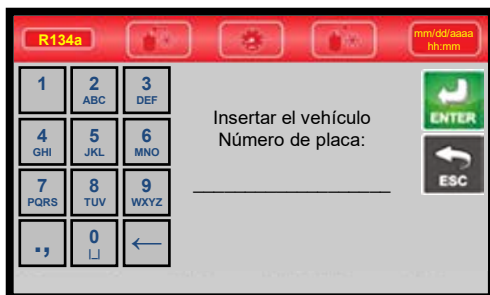 R134a
mm/dd/aaaa
hh:mm
1
2
ABC
3
DEF
4
GHI
5
JKL
6
MNO
7
PQRS
8
TUV
9
WXYZ
.,
0
Insertar el vehículo
Número de placa:
ENTER
ESC